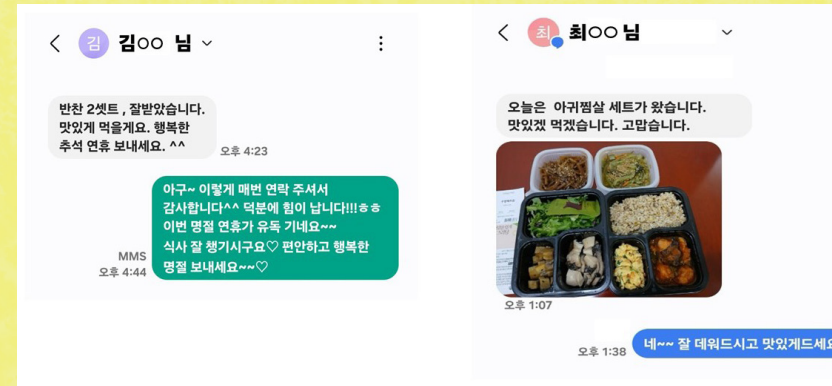 김 김○○ 님
반찬 2셋트 , 잘받았습니다.
맛있게 먹을게요. 행복한
추석 연휴 보내세요. ^^
오후 4:23
아구~ 이렇게 매번 연락 주셔서
감사합니다^^ 덕분에 힘이 납니다!!!ㅎㅎ
이번 명절 연휴가 유독 기네요~~
식사 잘 챙기시구요♡ 편안하고 행복한
명절 보내세요~~♡
MMS
오후 4:44
최 최○○ 님
오늘은 아귀찜살 세트가 왔습니다.
맛있겠 먹겠습니다. 고맙습니다.
오후 1:07
네~~ 잘 데워드시고 맛있게드세요
오후 1:38